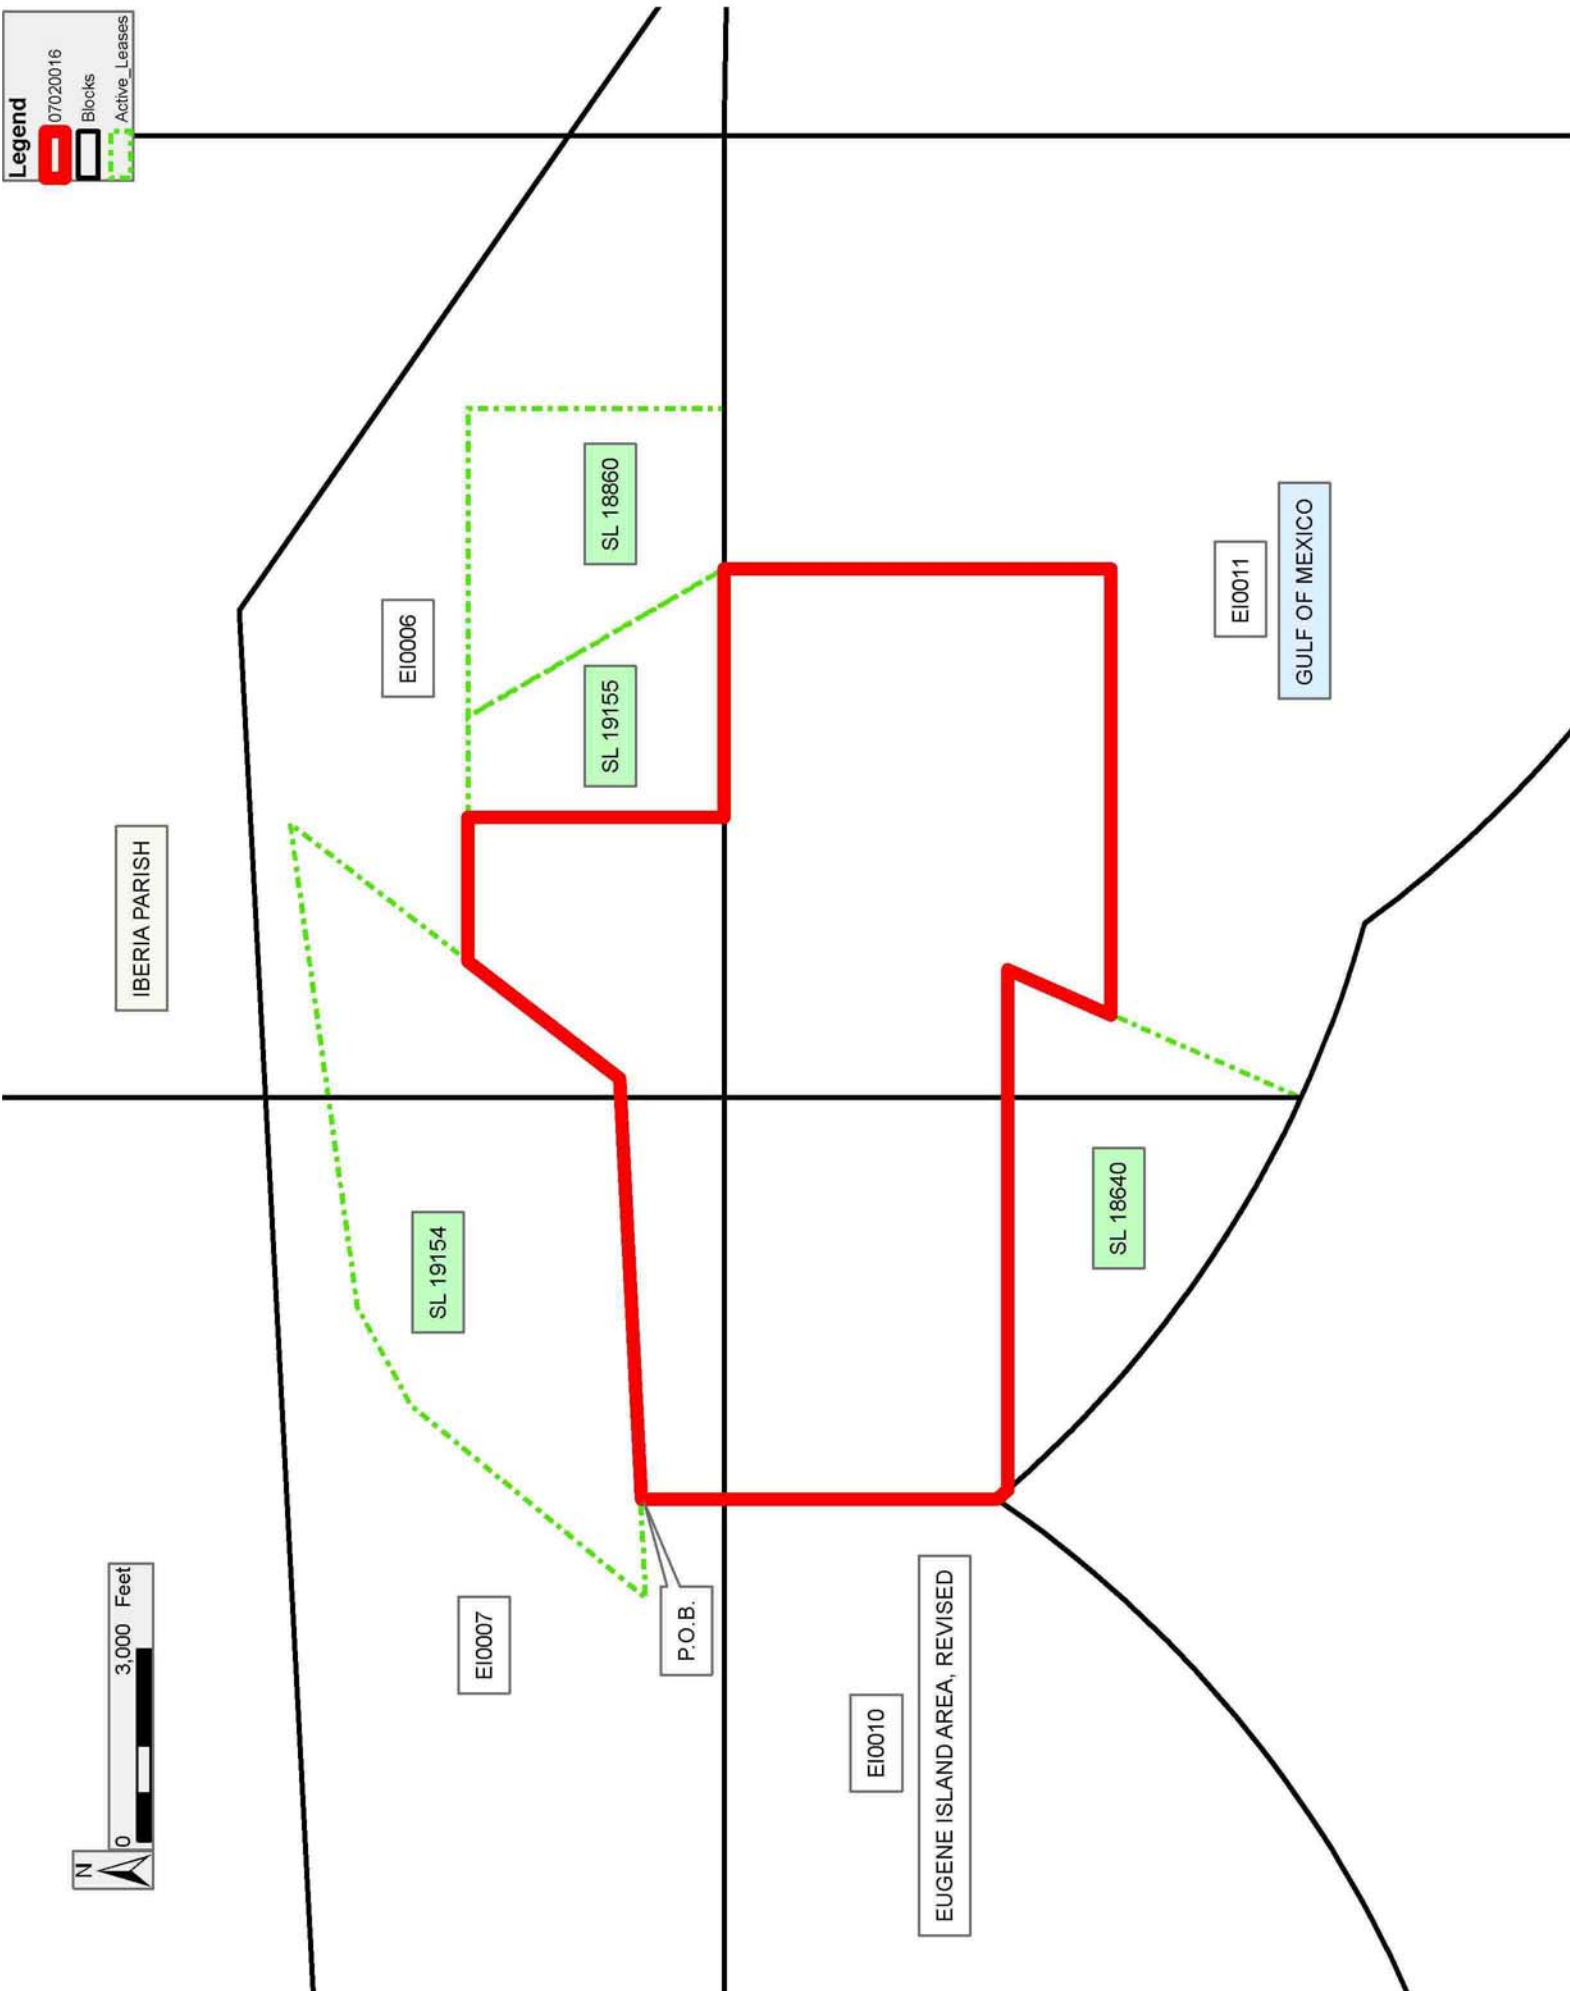 Legend
07020016
Blocks
Active_Leases
N
0 3,000 Feet
IBERIA PARISH
EI0007
SL 19154
EI0006
SL 19155
SL 18860
P.O.B.
EI0010
EUGENE ISLAND AREA, REVISED
SL 18640
EI0011
GULF OF MEXICO